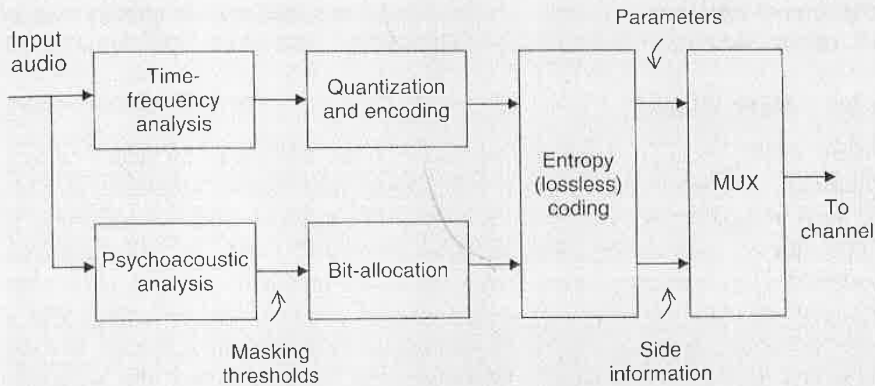 Parameters
Input
audio
Time-
frequency
analysis
Quantization
and encoding
Entropy
(lossless)
coding
MUX
To
channel
Psychoacoustic
analysis
Bit-allocation
Masking
thresholds
Side
information